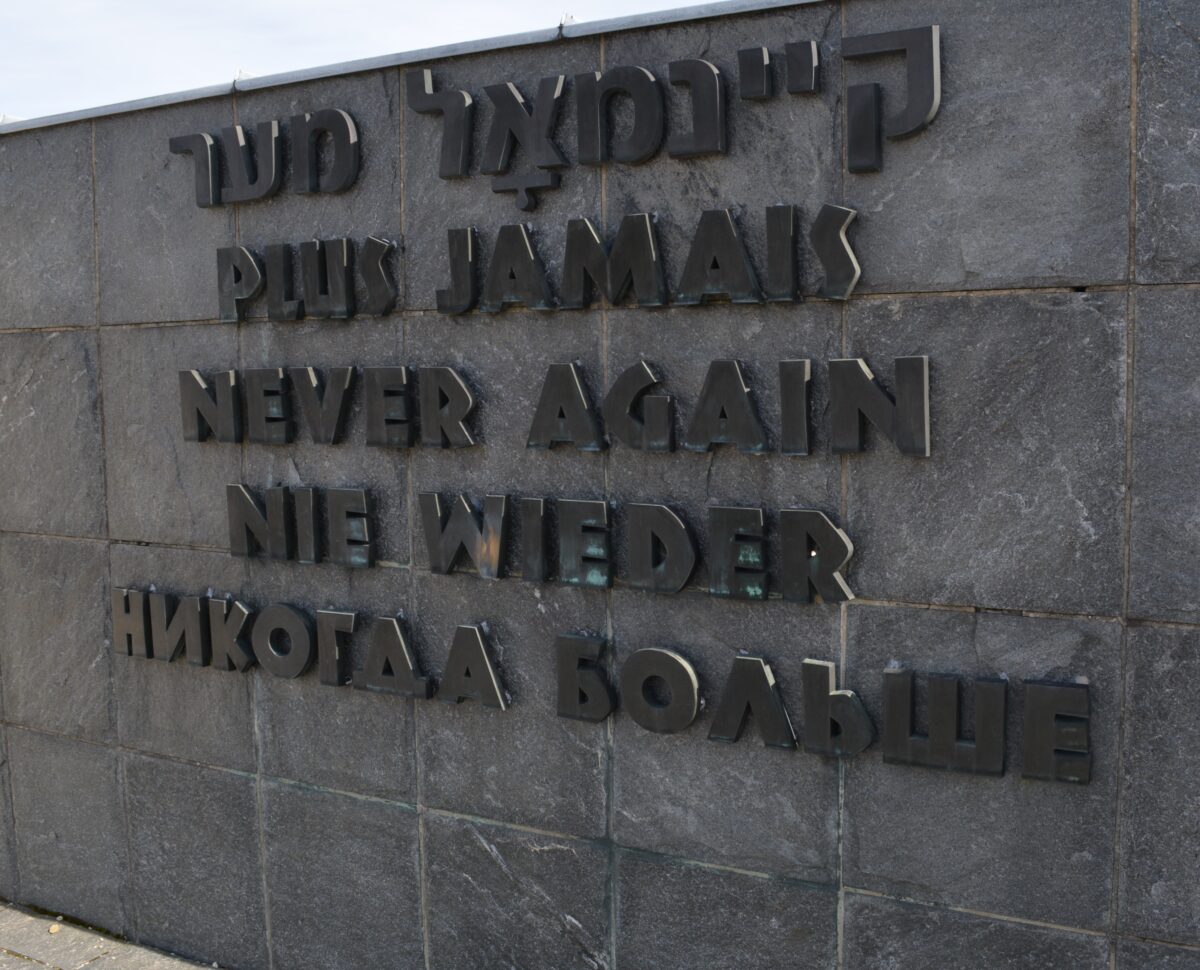 קיינמאָל מער
PLUS JAMAIS
NEVER AGAIN
NIE WIEDER
НИКОГДА БОЛЬШЕ